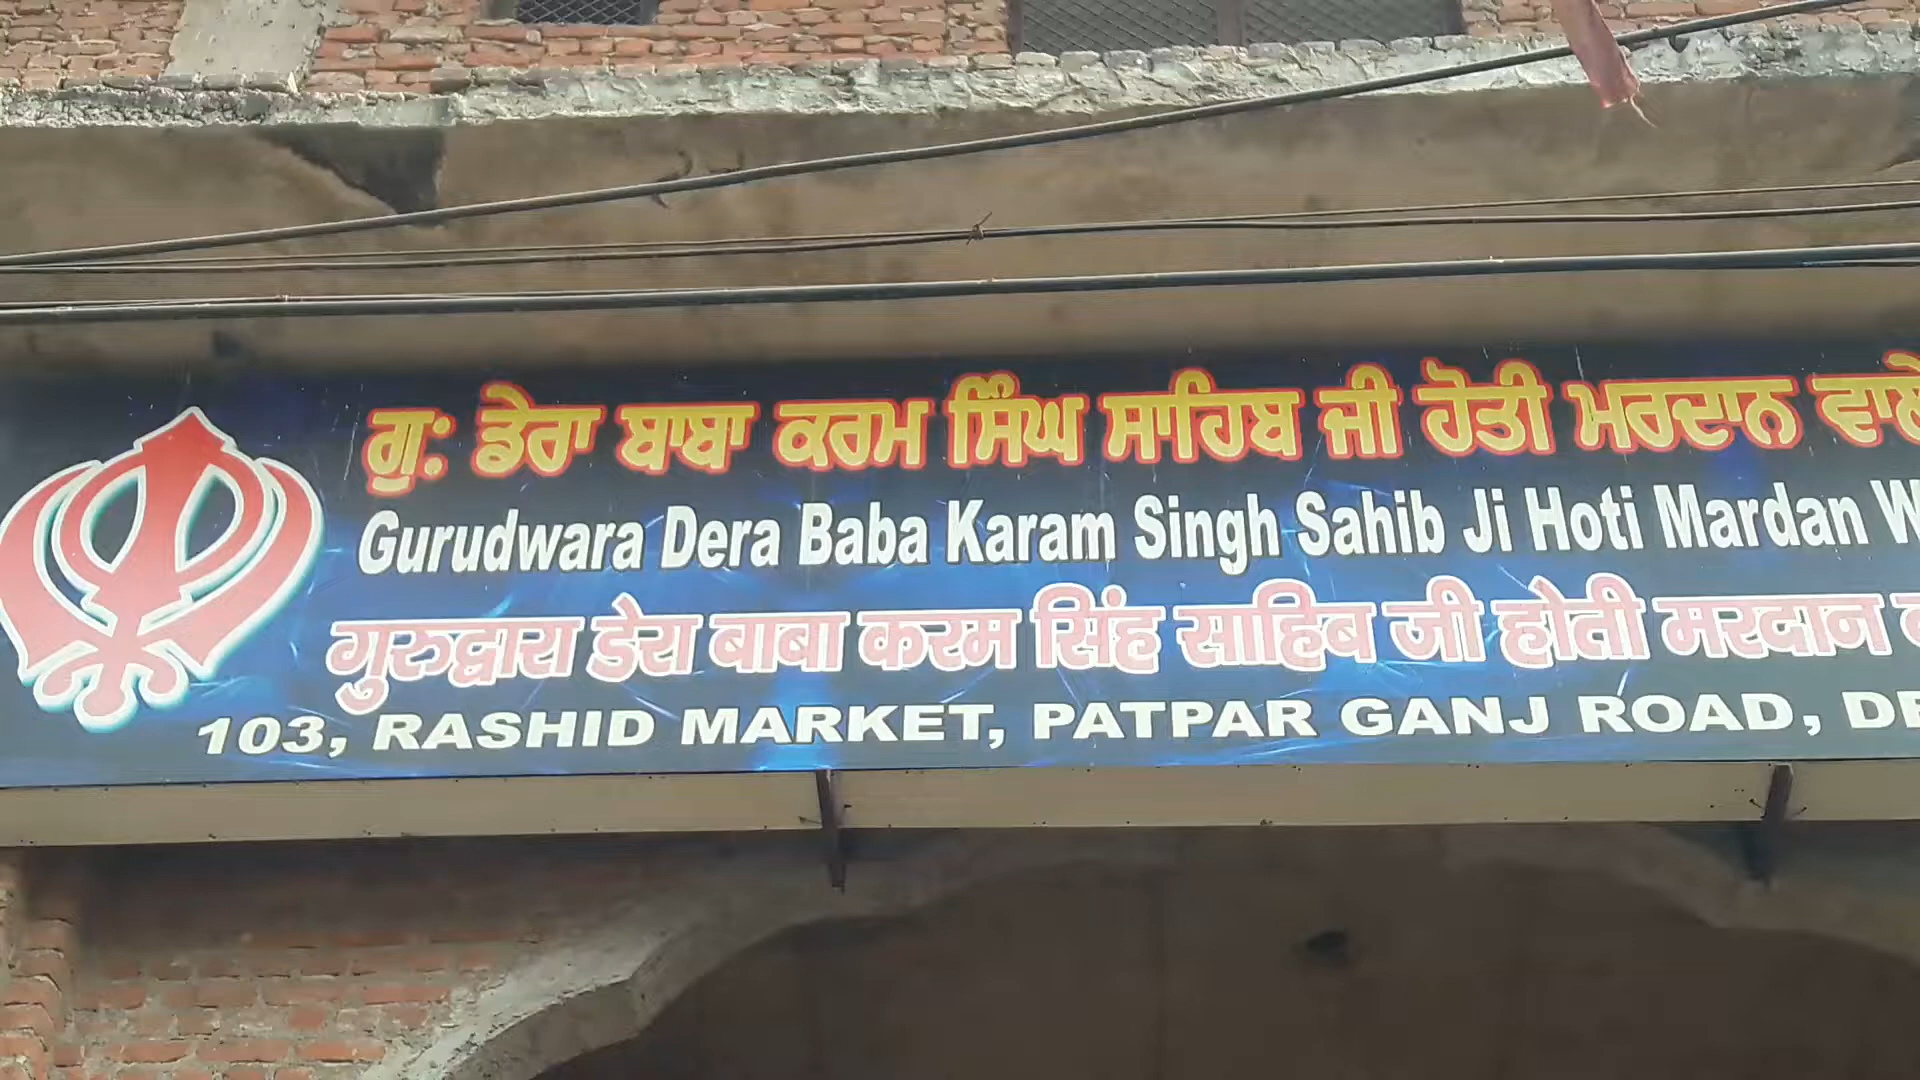 ਗੁ: ਡੇਰਾ ਬਾਬਾ ਕਰਮ ਸਿੰਘ ਸਾਹਿਬ ਜੀ ਹੋਤੀ ਮਰਦਾਨ ਵਾਲੇ
Gurudwara Dera Baba Karam Singh Sahib Ji Hoti Mardan
गुरुद्वारा डेरा बाबा करम सिंह साहिब जी होती मरदान
103, RASHID MARKET, PATPAR GANJ ROAD,